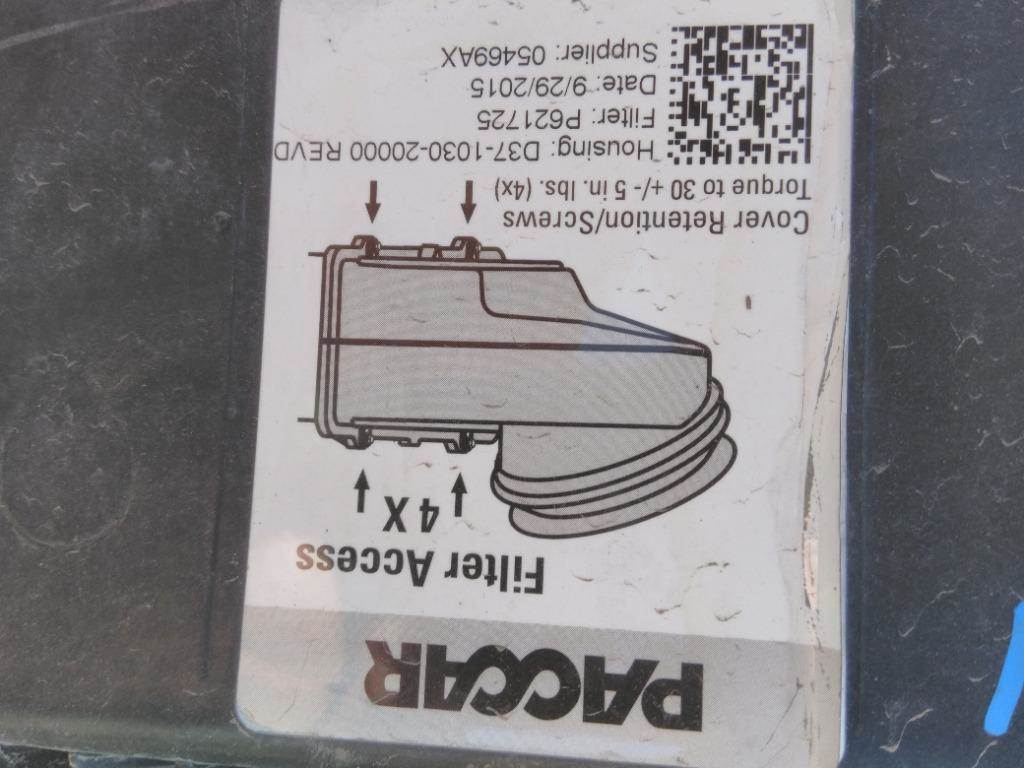 PACCAR
Filter Access
4 X
Cover Retention/Screws
Torque to 30 +/- 5 in. lbs. (4x)
Housing: D37-1030-20000 REVD
Filter: P621725
Date: 9/29/2015
Supplier: 05469AX